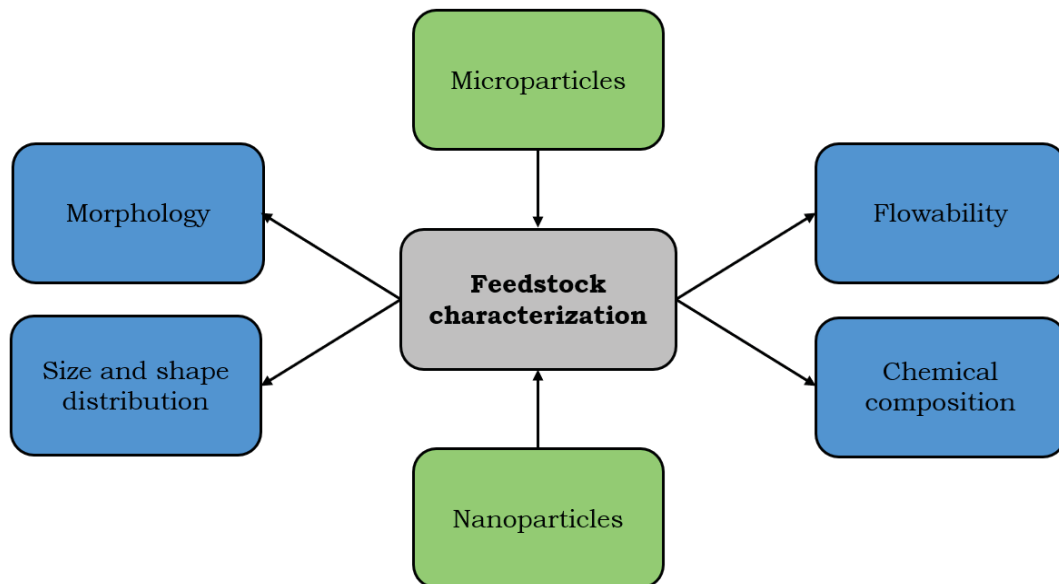 Microparticles
Morphology
Flowability
Feedstock
characterization
Size and shape
distribution
Chemical
composition
Nanoparticles